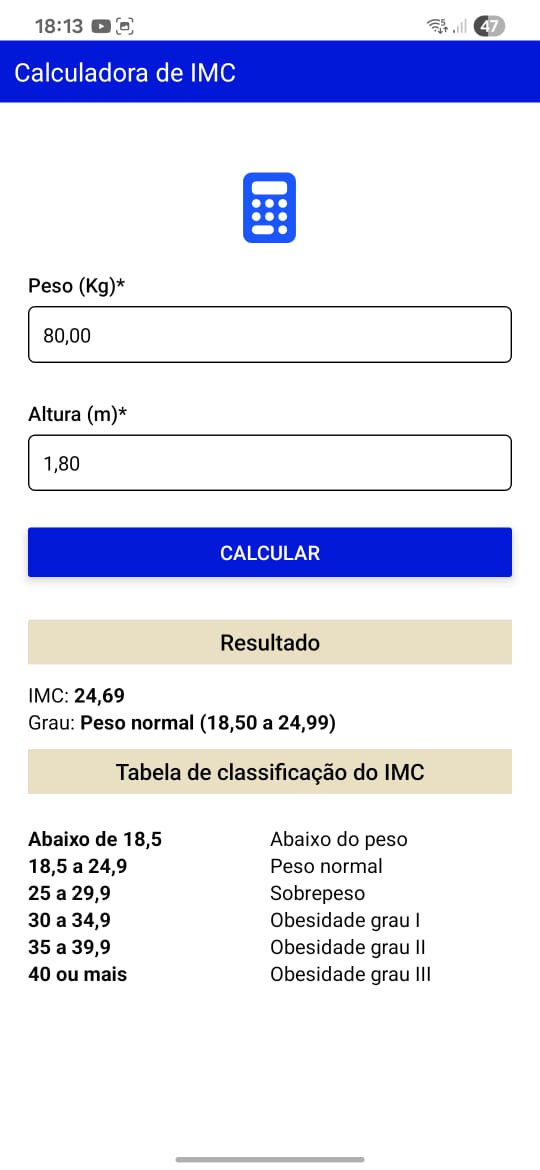 18:13
47
Calculadora de IMC
Peso (Kg)*
80,00
Altura (m)*
1,80
CALCULAR
Resultado
IMC: 24,69
Grau: Peso normal (18,50 a 24,99)
Tabela de classificação do IMC
Abaixo de 18,5 Abaixo do peso
18,5 a 24,9 Peso normal
25 a 29,9 Sobrepeso
30 a 34,9 Obesidade grau I
35 a 39,9 Obesidade grau II
40 ou mais Obesidade grau III